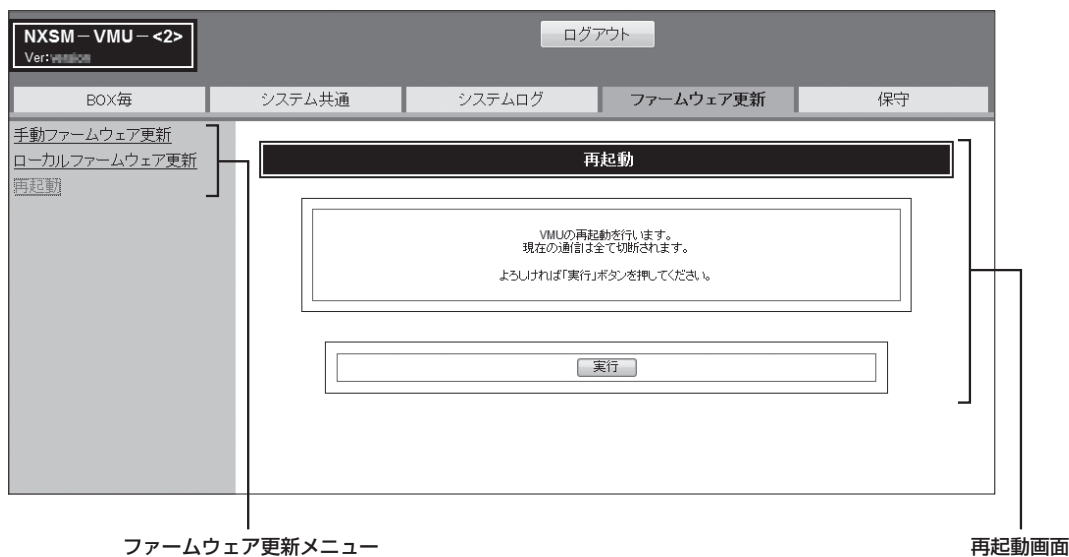 NXSM－VMU－<2>
Ver:
ログアウト
BOX毎
システム共通
システムログ
ファームウェア更新
保守
手動ファームウェア更新
ローカルファームウェア更新
再起動
再起動
VMUの再起動を行います。
現在の通信は全て切断されます。
よろしければ「実行」ボタンを押してください。
実行
ファームウェア更新メニュー
再起動画面